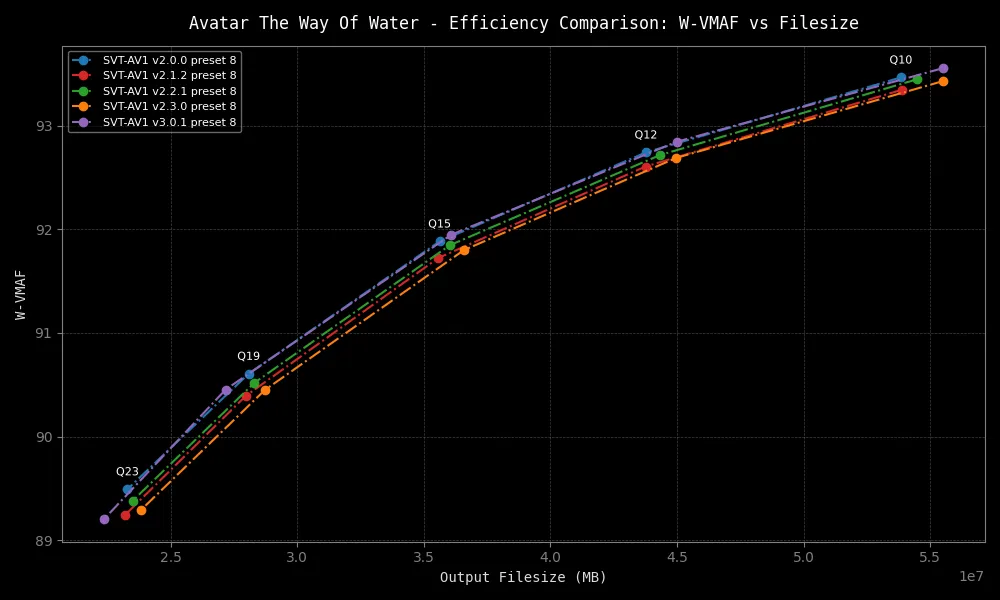 Avatar The Way Of Water - Efficiency Comparison: W-VMAF vs Filesize
SVT-AV1 v2.0.0 preset 8
SVT-AV1 v2.1.2 preset 8
SVT-AV1 v2.2.1 preset 8
SVT-AV1 v2.3.0 preset 8
SVT-AV1 v3.0.1 preset 8
Q10
Q12
Q15
Q19
Q23
93
92
91
90
89
W-VMAF
2.5 3.0 3.5 4.0 4.5 5.0 5.5
1e7
Output Filesize (MB)